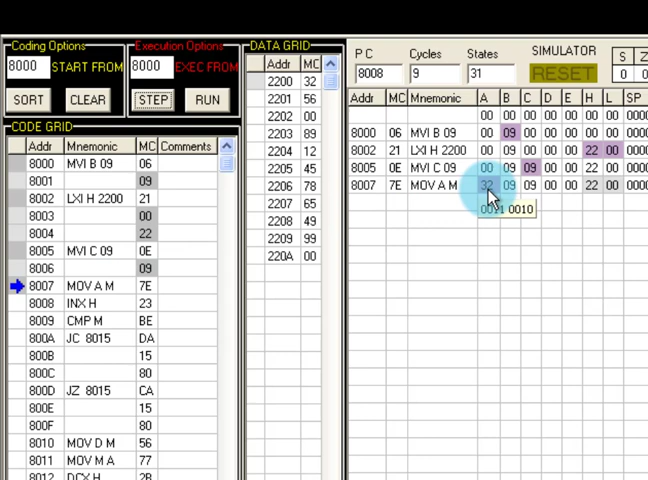 Coding Options
8000 START FROM
SORT CLEAR
Execution Options
8000 EXEC FROM
STEP RUN
CODE GRID
Addr Mnemonic MC Comments
8000 MVI B 09 06
8001 09
8002 LXI H 2200 21
8003 00
8004 22
8005 MVI C 09 0E
8006 09
8007 MOV A M 7E
8008 INX H 23
8009 CMP M BE
800A JC 8015 DA
800B 15
800C 80
800D JZ 8015 CA
800E 15
800F 80
8010 MOV D M 56
8011 MOV M A 77
8012 DCX H 2B
DATA GRID
Addr MC
2200 32
2201 56
2202 00
2203 89
2204 12
2205 45
2206 78
2207 65
2208 49
2209 99
220A 00
PC Cycles States SIMULATOR
8008 9 31 RESET
S Z
0 0
Addr MC Mnemonic A B C D E H L SP
00 00 00 00 00 00 00 0000
8000 06 MVI B 09 00 09 00 00 00 00 00 0000
8002 21 LXI H 2200 00 09 00 00 00 22 00 0000
8005 0E MVI C 09 00 09 09 00 00 22 00 0000
8007 7E MOV A M 32 09 09 00 00 22 00 0000
0011 0010